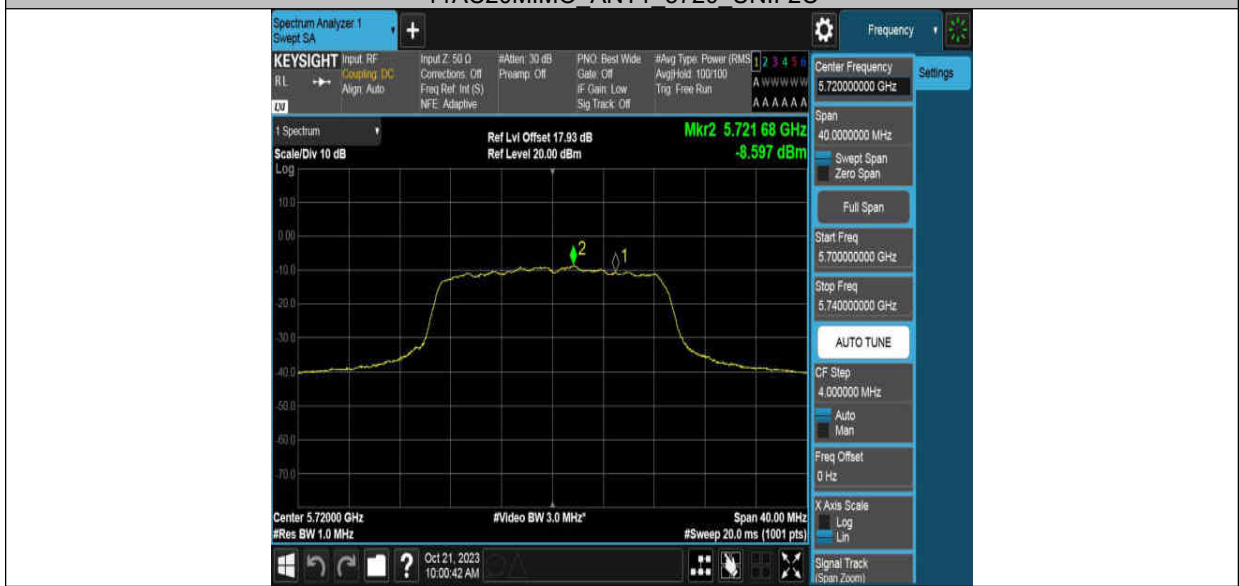 11AC20MIMO_ANT1_5720_UNII-2C
Spectrum Analyzer 1
Swept SA
+
Frequency
KEYSIGHT
RL
LXI
Input: RF
Coupling: DC
Align: Auto
Input Z: 50 Ω
Corrections: Off
Freq Ref: Int (S)
NFE: Adaptive
#Atten: 30 dB
Preamp: Off
PNO: Best Wide
Gate: Off
IF Gain: Low
Sig Track: Off
#Avg Type: Power (RMS
Avg|Hold: 100/100
Trig: Free Run
1 2 3 4 5 6
A W W W W W
A A A A A A
Center Frequency
5.720000000 GHz
Settings
Span
40.0000000 MHz
Swept Span
Zero Span
Full Span
Start Freq
5.700000000 GHz
Stop Freq
5.740000000 GHz
AUTO TUNE
CF Step
4.000000 MHz
Auto
Man
Freq Offset
0 Hz
X Axis Scale
Log
Lin
Signal Track
(Span Zoom)
1 Spectrum
Scale/Div 10 dB
Ref Lvl Offset 17.93 dB
Ref Level 20.00 dBm
Mkr2 5.721 68 GHz
-8.597 dBm
Log
10.0
0.00
-10.0
-20.0
-30.0
-40.0
-50.0
-60.0
-70.0
2
1
Center 5.72000 GHz
#Res BW 1.0 MHz
#Video BW 3.0 MHz*
Span 40.00 MHz
#Sweep 20.0 ms (1001 pts)
?
Oct 21, 2023
10:00:42 AM